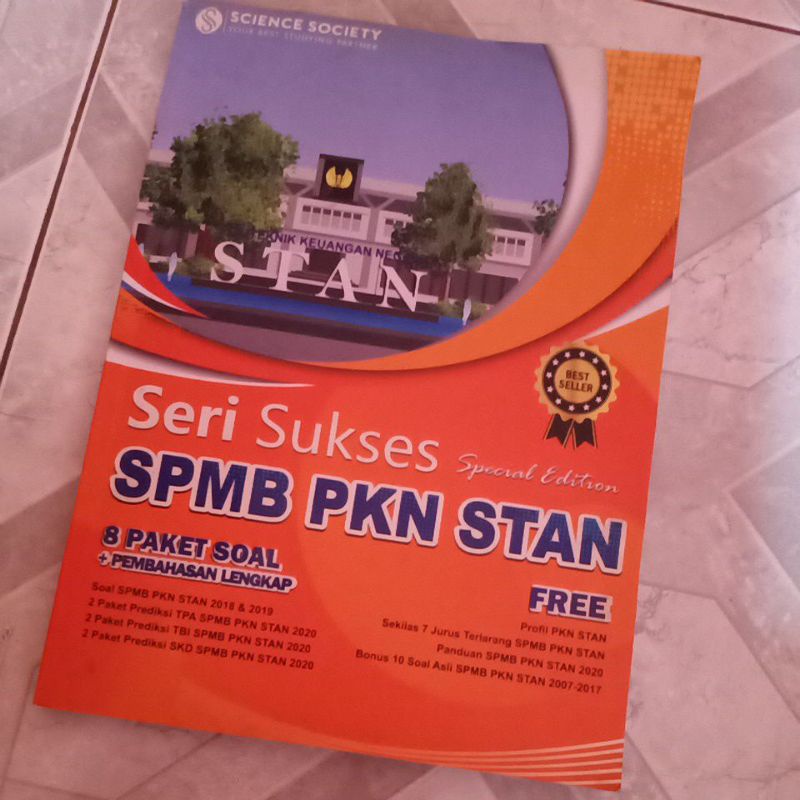 SCIENCE SOCIETY
YOUR BEST STUDYING PARTNER
TEKNIK KEUANGAN NEG
STAN
BEST
SELLER
Seri Sukses
Special Edition
SPMB PKN STAN
8 PAKET SOAL
+ PEMBAHASAN LENGKAP
Soal SPMB PKN STAN 2018 & 2019
2 Paket Prediksi TPA SPMB PKN STAN 2020
2 Paket Prediksi TBI SPMB PKN STAN 2020
2 Paket Prediksi SKD SPMB PKN STAN 2020
FREE
Profil PKN STAN
Sekilas 7 Jurus Terlarang SPMB PKN STAN
Panduan SPMB PKN STAN 2020
Bonus 10 Soal Asli SPMB PKN STAN 2007-2017